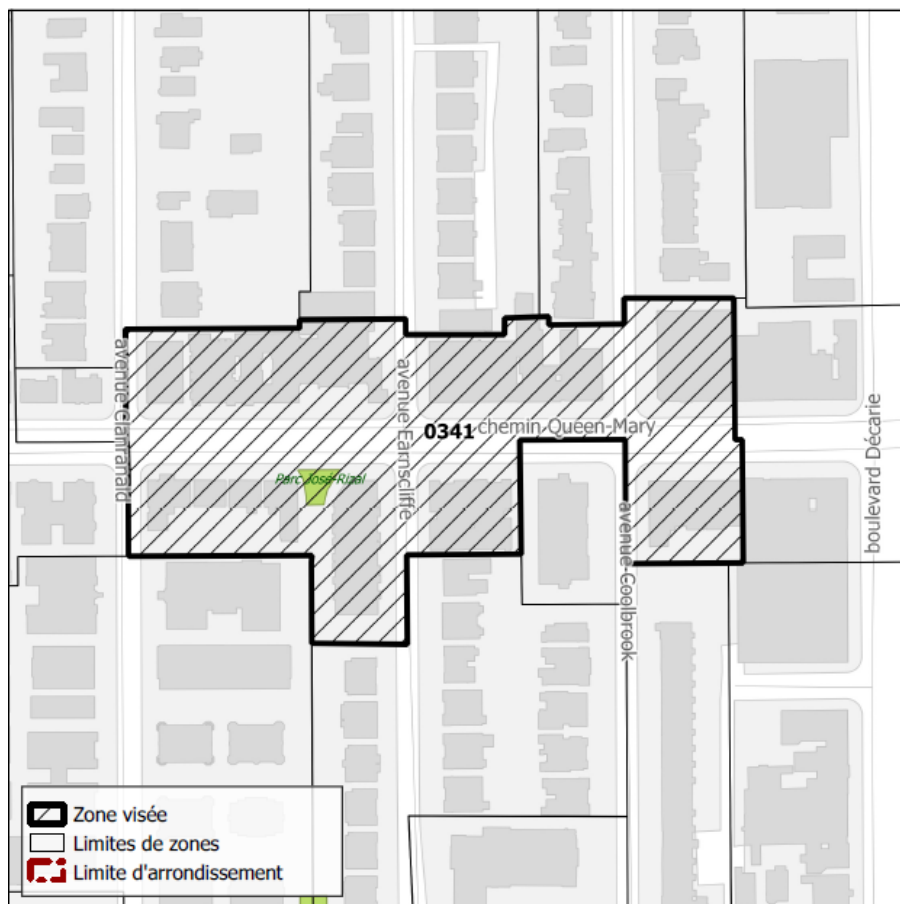 avenue Clanranald
avenue Earnscliffe
0341
chemin Queen-Mary
Parc José-Rizal
avenue Coolbrook
boulevard Décarie
Zone visée
Limites de zones
Limite d'arrondissement